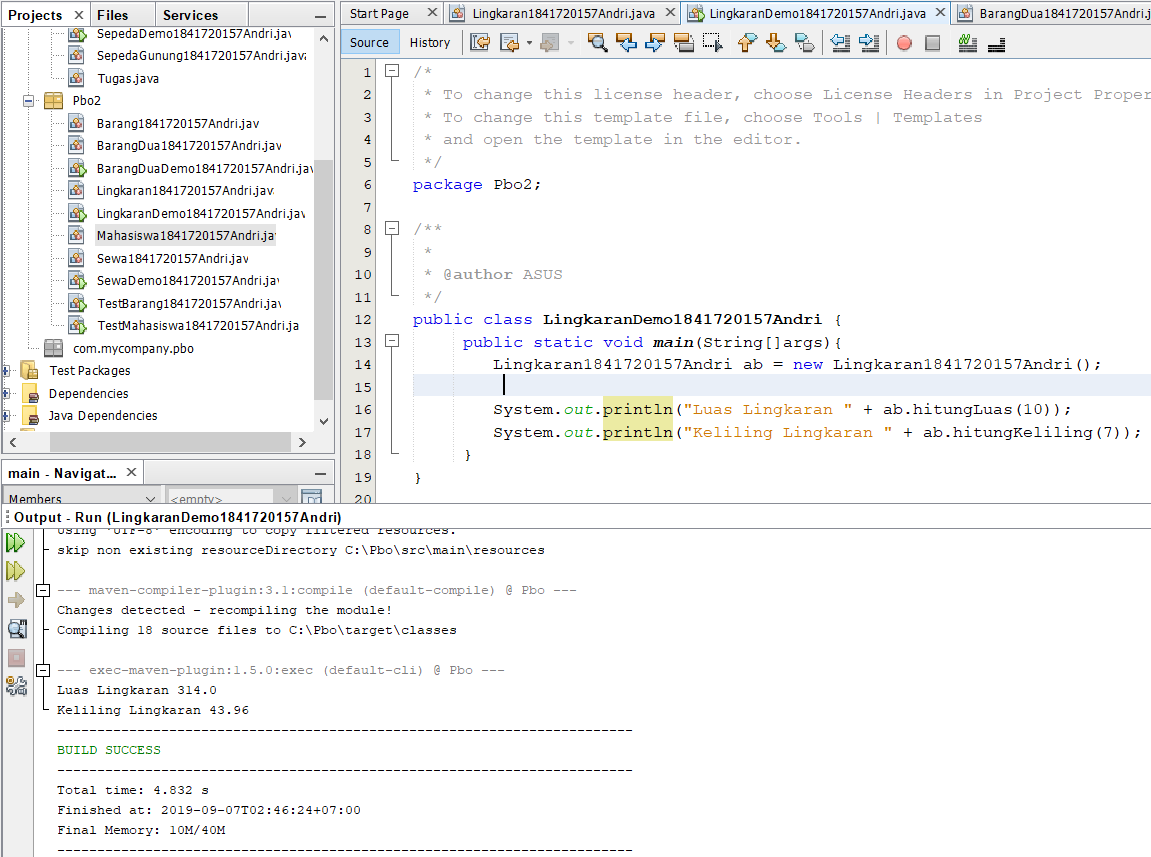 Projects × Files Services
SepedaDemo1841720157Andri.jav
SepedaGunung1841720157Andri.java
Tugas.java
Pbo2
Barang1841720157Andri.jav
BarangDua1841720157Andri.jav
BarangDuaDemo1841720157Andri.jav
Lingkaran1841720157Andri.jav
LingkaranDemo1841720157Andri.jav
Mahasiswa1841720157Andri.ja
Sewa1841720157Andri.jav
SewaDemo1841720157Andri.jav
TestBarang1841720157Andri.jav
TestMahasiswa1841720157Andri.ja
com.mycompany.pbo
Test Packages
Dependencies
Java Dependencies
main - Navigat... ×
Members <empty>
Start Page × Lingkaran1841720157Andri.java × LingkaranDemo1841720157Andri.java × BarangDua1841720157Andri.j
Source History
1 /*
2 * To change this license header, choose License Headers in Project Proper
3 * To change this template file, choose Tools | Templates
4 * and open the template in the editor.
5 */
6 package Pbo2;
7
8 /**
9 *
10 * @author ASUS
11 */
12 public class LingkaranDemo1841720157Andri {
13 public static void main(String[]args){
14 Lingkaran1841720157Andri ab = new Lingkaran1841720157Andri();
15
16 System.out.println("Luas Lingkaran " + ab.hitungLuas(10));
17 System.out.println("Keliling Lingkaran " + ab.hitungKeliling(7));
18 }
19 }
20
Output - Run (LingkaranDemo1841720157Andri)
Using 'UTF-8' encoding to copy filtered resources.
skip non existing resourceDirectory C:\Pbo\src\main\resources
--- maven-compiler-plugin:3.1:compile (default-compile) @ Pbo ---
Changes detected - recompiling the module!
Compiling 18 source files to C:\Pbo\target\classes
--- exec-maven-plugin:1.5.0:exec (default-cli) @ Pbo ---
Luas Lingkaran 314.0
Keliling Lingkaran 43.96
------------------------------------------------------------------------
BUILD SUCCESS
------------------------------------------------------------------------
Total time: 4.832 s
Finished at: 2019-09-07T02:46:24+07:00
Final Memory: 10M/40M
------------------------------------------------------------------------